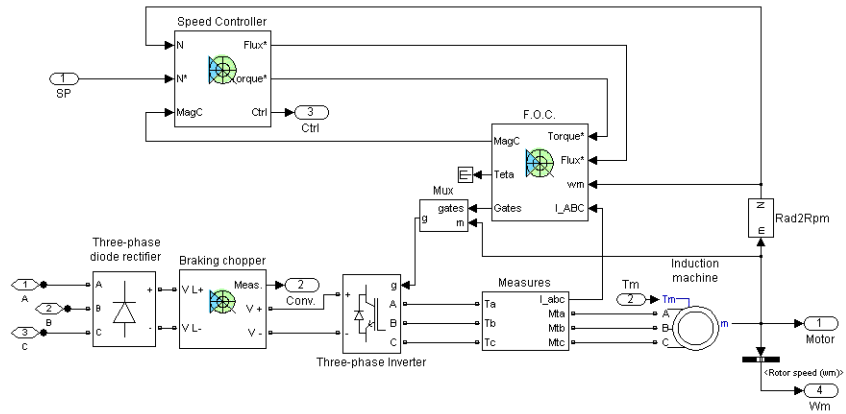 Speed Controller
N
Flux*
1
SP
N*
orque*
MagC
Ctrl
3
Ctrl
F.O.C.
MagC
Torque*
Flux*
Teta
wm
Gates
I_ABC
Mux
gates
g
m
N
m
Rad2Rpm
Three-phase
diode rectifier
1
A
2
B
3
C
A
B
C
+
-
Braking chopper
V L+
V L-
Meas.
V +
V -
2
Conv.
g
+
-
A
B
C
Three-phase Inverter
Measures
Ta
Tb
Tc
I_abc
Mta
Mtb
Mtc
Tm
2
Induction
machine
Tm
A
B
C
m
1
Motor
<Rotor speed (wm)>
4
Wm